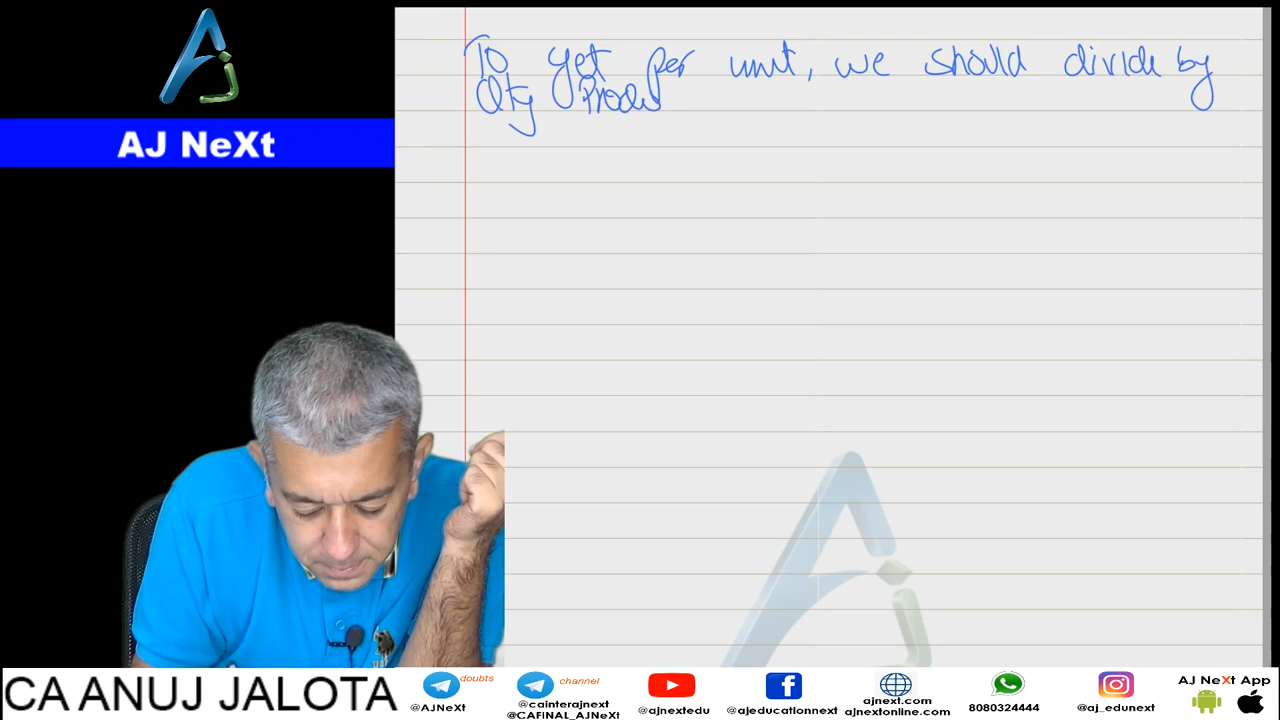 To get per unit, we should divide by
Qty Produ
AJ NeXt
CA ANUJ JALOTA
doubts
@AJNeXt
channel
@cainterajnext
@CAFINAL_AJNeXt
@ajnextedu
@ajeducationnext
ajnext.com
ajnextonline.com
8080324444
@aj_edunext
AJ NeXt App